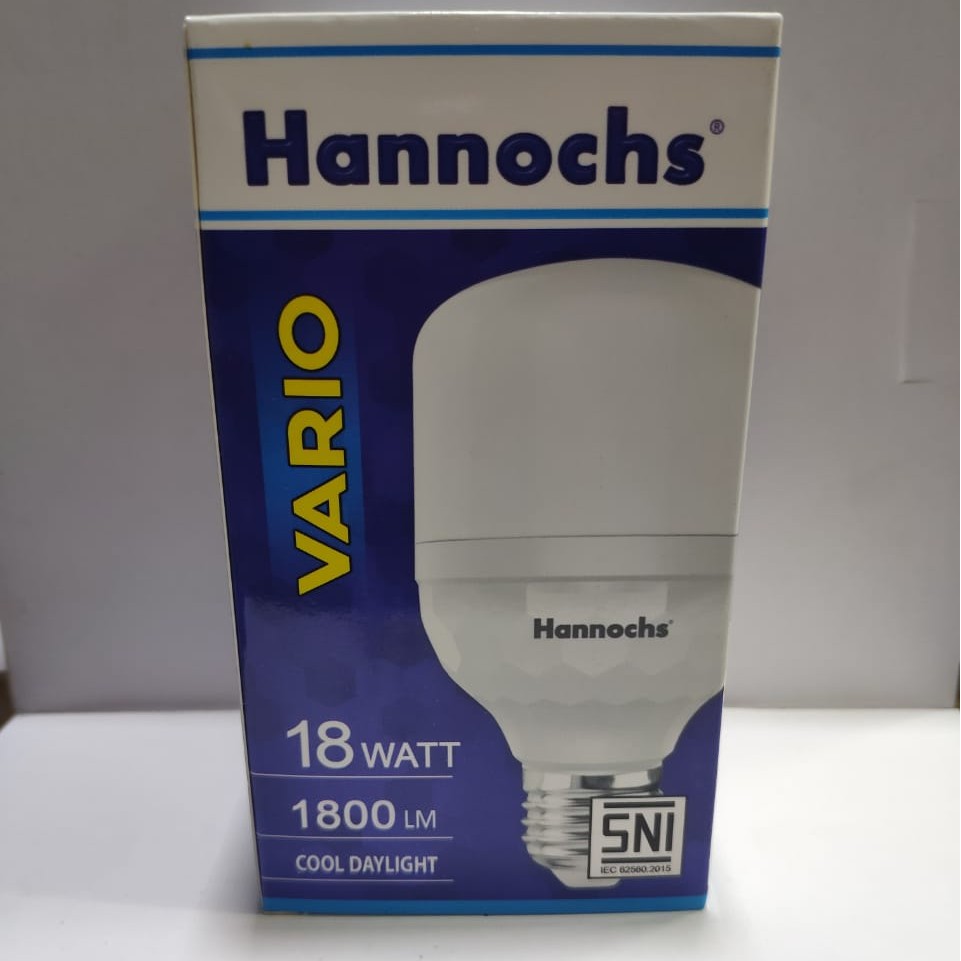 Hannochs®
VARIO
Hannochs®
18 WATT
1800 LM
COOL DAYLIGHT
SNI
IEC 62560:2015